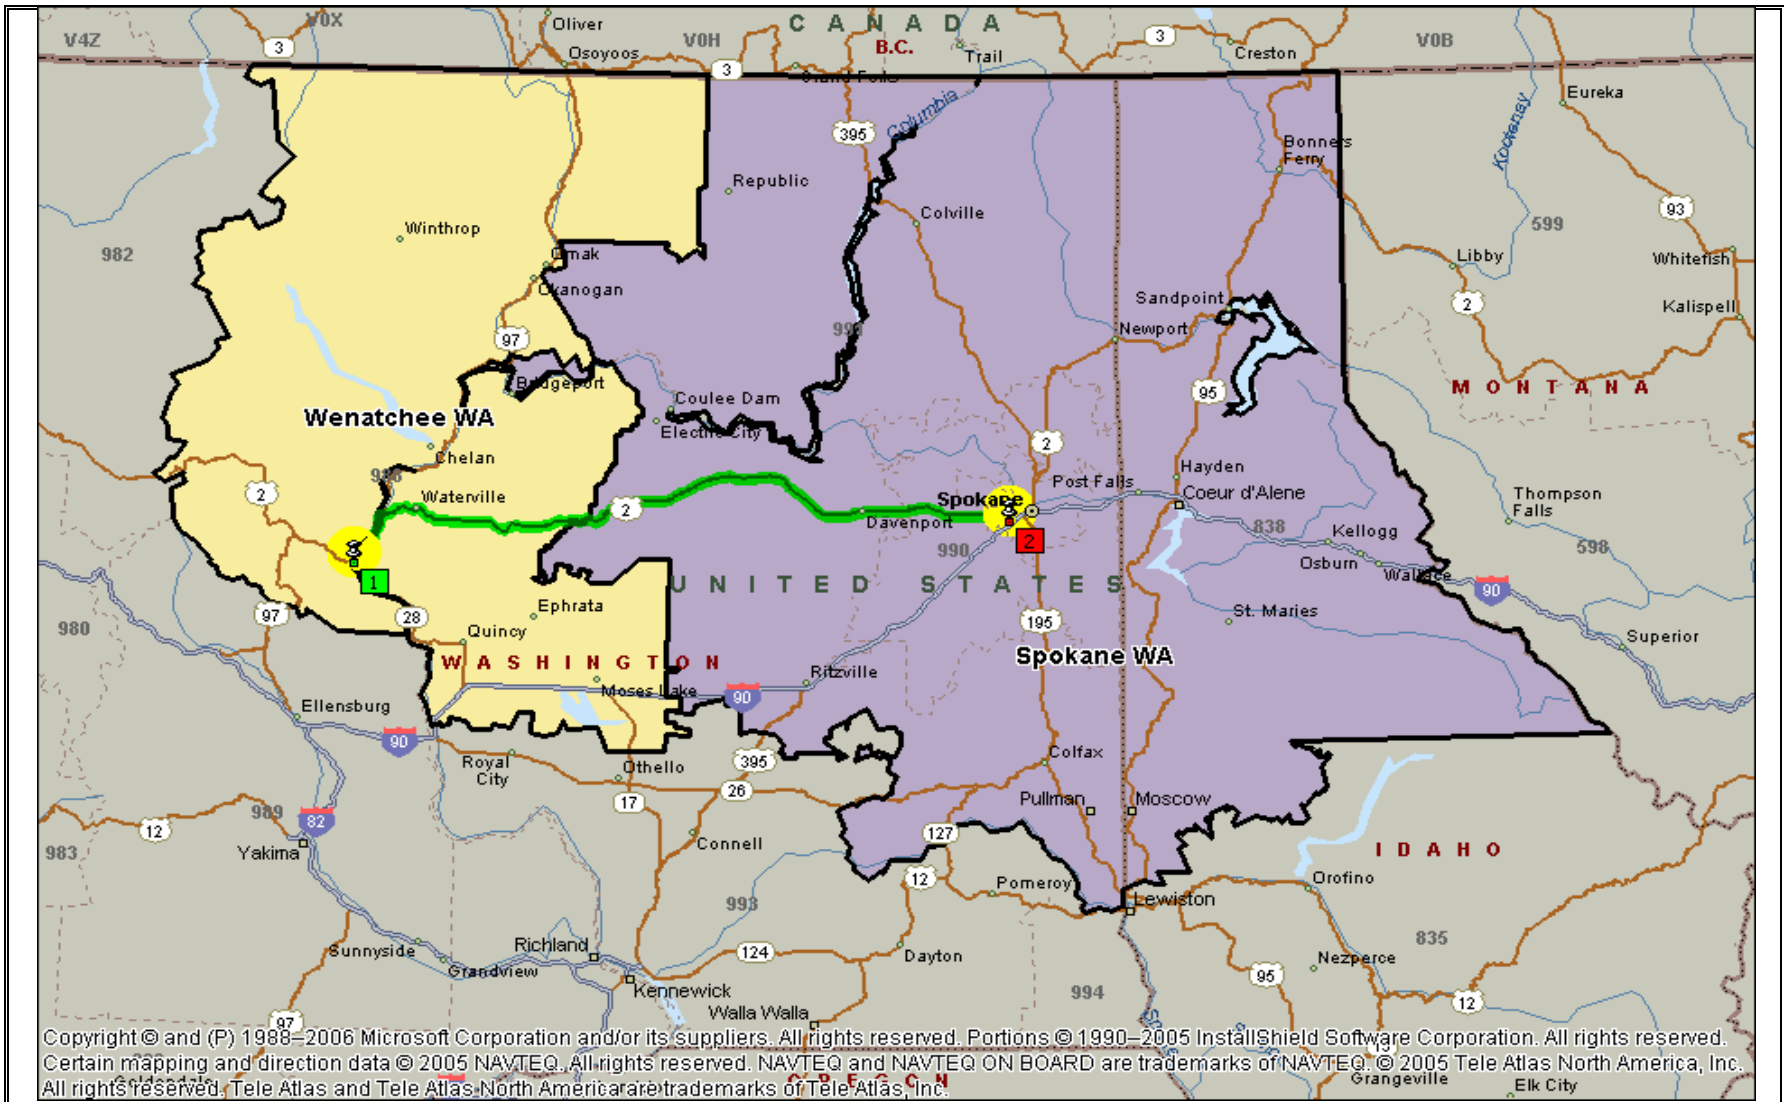 V0X
Oliver
C A N A D A
V4Z
3
Osoyoos
V0H
B.C.
Trail
3
Creston
V0B
3
Grand Forks
Eureka
Columbia
395
Kootenay
Bonners
Ferry
Republic
Colville
93
Winthrop
599
982
Omak
Libby
Whitefish
Okanogan
Sandpoint
2
Kalispell
Newport
97
Bridgeport
MONTANA
Coulee Dam
95
Wenatchee WA
Electric City
2
Chelan
Hayden
2
Waterville
Post Falls
Coeur d'Alene
Thompson
Falls
Spokane
2
Davenport
838
Kellogg
2
990
598
Osburn
Wallace
1
UNITED STATES
90
Ephrata
St. Maries
97
28
980
Quincy
195
Superior
WASHINGTON
Spokane WA
Ritzville
Moses Lake
90
Ellensburg
90
Colfax
Royal
City
Othello
395
17
26
Pullman
Moscow
989
82
12
127
Connell
Yakima
983
IDAHO
12
Pomeroy
Orofino
Lewiston
993
835
Richland
Sunnyside
124
Dayton
Nezperce
Grandview
95
Kennewick
994
12
Walla Walla
97
Copyright © and (P) 1988–2006 Microsoft Corporation and/or its suppliers. All rights reserved. Portions © 1990–2005 InstallShield Software Corporation. All rights reserved.
Certain mapping and direction data © 2005 NAVTEQ. All rights reserved. NAVTEQ and NAVTEQ ON BOARD are trademarks of NAVTEQ. © 2005 Tele Atlas North America, Inc.
All rights reserved. Tele Atlas and Tele Atlas North America are trademarks of Tele Atlas, Inc.
Goldendale
OREGON
Grangeville
Elk City